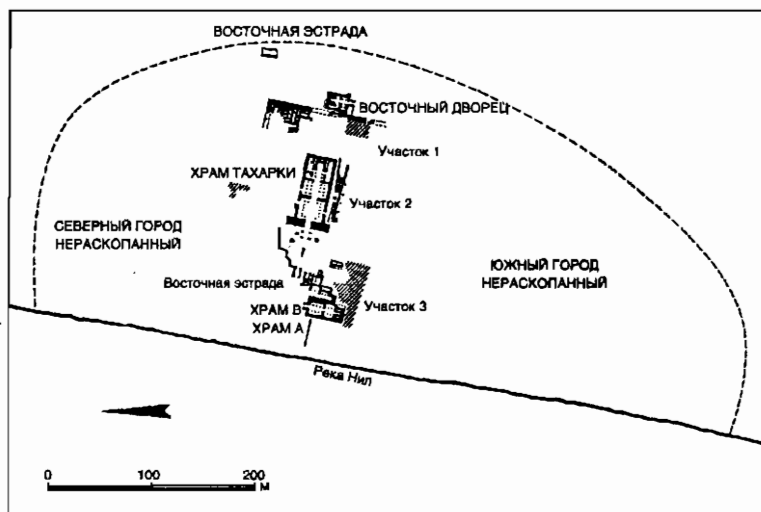 ВОСТОЧНАЯ ЭСТРАДА
ВОСТОЧНЫЙ ДВОРЕЦ
Участок 1
ХРАМ ТАХАРКИ
Участок 2
СЕВЕРНЫЙ ГОРОД
НЕРАСКОПАННЫЙ
ЮЖНЫЙ ГОРОД
НЕРАСКОПАННЫЙ
Восточная эстрада
ХРАМ В
Участок 3
ХРАМ А
Река Нил
0 100 200
М